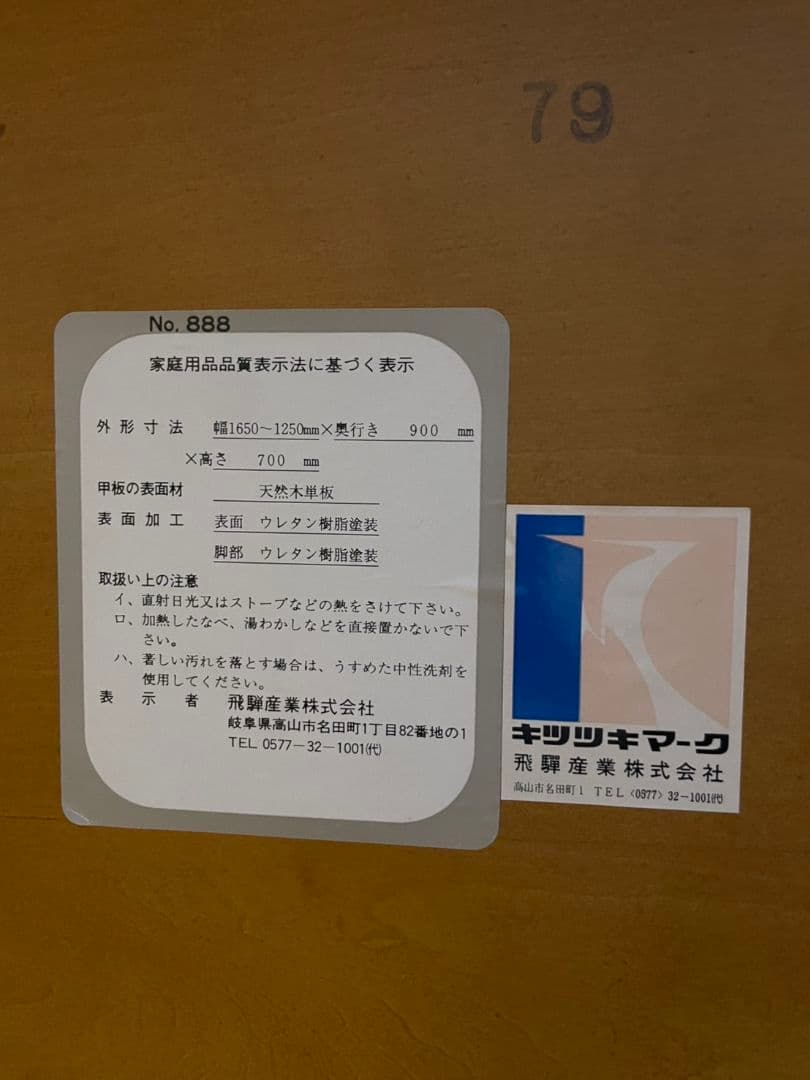 79
No. 888
家庭用品品質表示法に基づく表示
外形寸法 幅1650〜1250mm×奥行き 900 mm
×高さ 700 mm
甲板の表面材 天然木単板
表面加工 表面 ウレタン樹脂塗装
脚部 ウレタン樹脂塗装
取扱い上の注意
イ、直射日光又はストーブなどの熱をさけて下さい。
ロ、加熱したなべ、湯わかしなどを直接置かないで下
さい。
ハ、著しい汚れを落とす場合は、うすめた中性洗剤を
使用してください。
表示者 飛騨産業株式会社
岐阜県高山市名田町1丁目82番地の1
TEL 0577-32-1001㈹
キツツキマーク
飛驒産業株式会社
高山市名田町1 TEL〈0577〉32-1001㈹